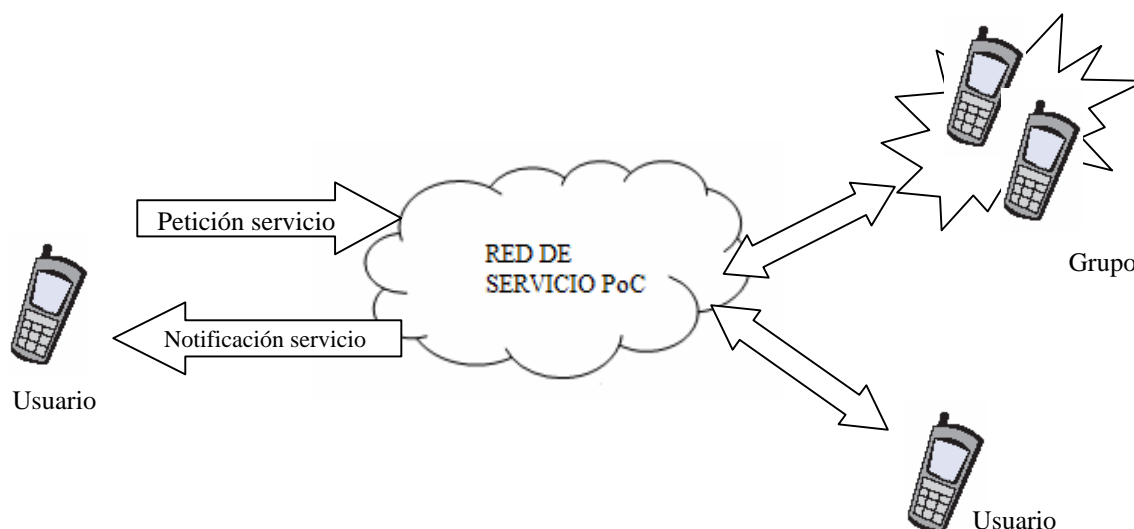 Petición servicio
RED DE
SERVICIO PoC
Grupo
Notificación servicio
Usuario
Usuario